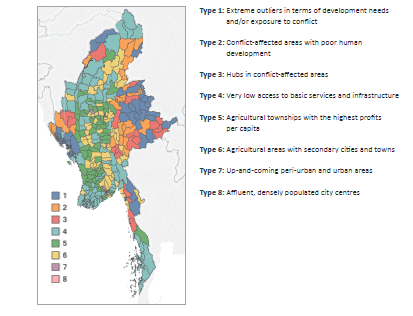 Type 1: Extreme outliers in terms of development needs
and/or exposure to conflict
Type 2: Conflict-affected areas with poor human
development
Type 3: Hubs in conflict-affected areas
Type 4: Very low access to basic services and infrastructure
Type 5: Agricultural townships with the highest profits
per capita
Type 6: Agricultural areas with secondary cities and towns
Type 7: Up-and-coming peri-urban and urban areas
Type 8: Affluent, densely populated city centres
1
2
3
4
5
6
7
8